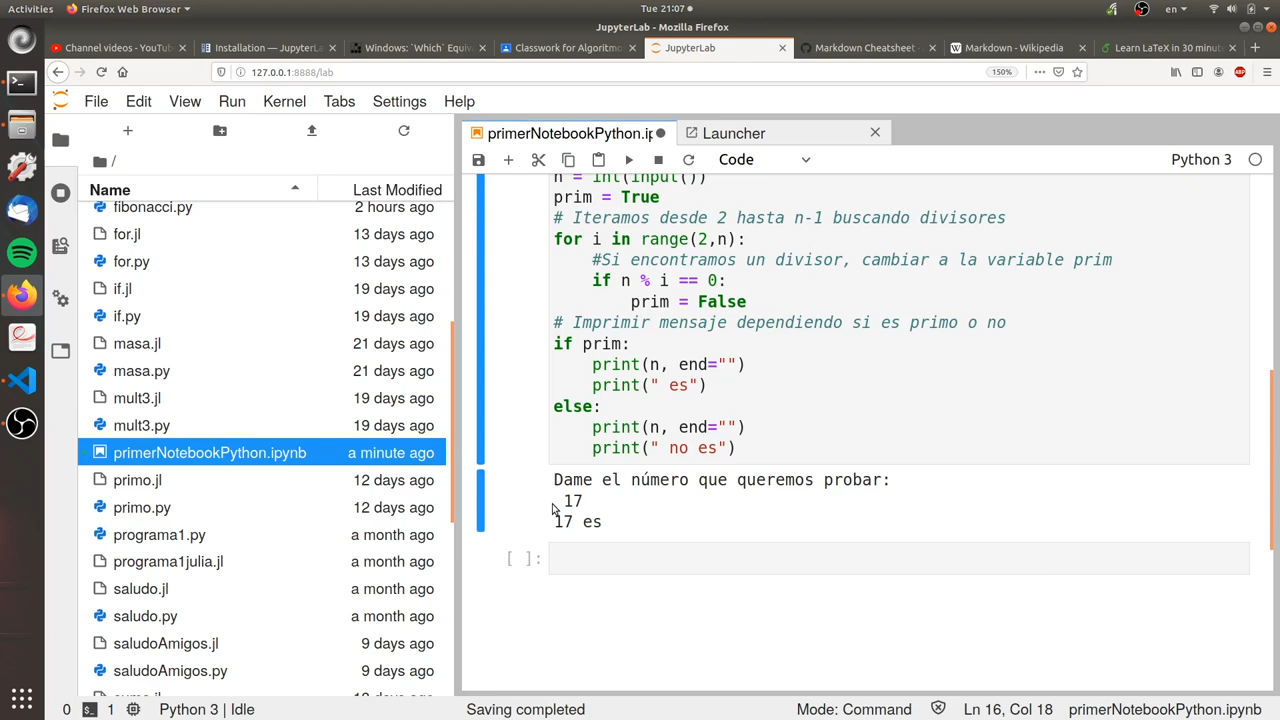 Activities Firefox Web Browser Tue 21:07 en
JupyterLab - Mozilla Firefox
Channel videos - YouTub Installation — JupyterLa Windows: `Which` Equiv Classwork for Algoritmo JupyterLab Markdown Cheatsheet Markdown - Wikipedia Learn LaTeX in 30 minut
127.0.0.1:8888/lab 150% ABP
File Edit View Run Kernel Tabs Settings Help
primerNotebookPython.ip Launcher
Code Python 3
/
Name Last Modified
fibonacci.py 2 hours ago
for.jl 13 days ago
for.py 13 days ago
if.jl 19 days ago
if.py 19 days ago
masa.jl 21 days ago
masa.py 21 days ago
mult3.jl 19 days ago
mult3.py 19 days ago
primerNotebookPython.ipynb a minute ago
primo.jl 12 days ago
primo.py 12 days ago
programa1.py a month ago
programa1julia.jl a month ago
saludo.jl a month ago
saludo.py a month ago
saludoAmigos.jl 9 days ago
saludoAmigos.py 9 days ago
n = int(input())
prim = True
# Iteramos desde 2 hasta n-1 buscando divisores
for i in range(2,n):
#Si encontramos un divisor, cambiar a la variable prim
if n % i == 0:
prim = False
# Imprimir mensaje dependiendo si es primo o no
if prim:
print(n, end="")
print(" es")
else:
print(n, end="")
print(" no es")
Dame el número que queremos probar:
17
17 es
[ ]:
0 1 Python 3 | Idle Saving completed Mode: Command Ln 16, Col 18 primerNotebookPython.ipynb